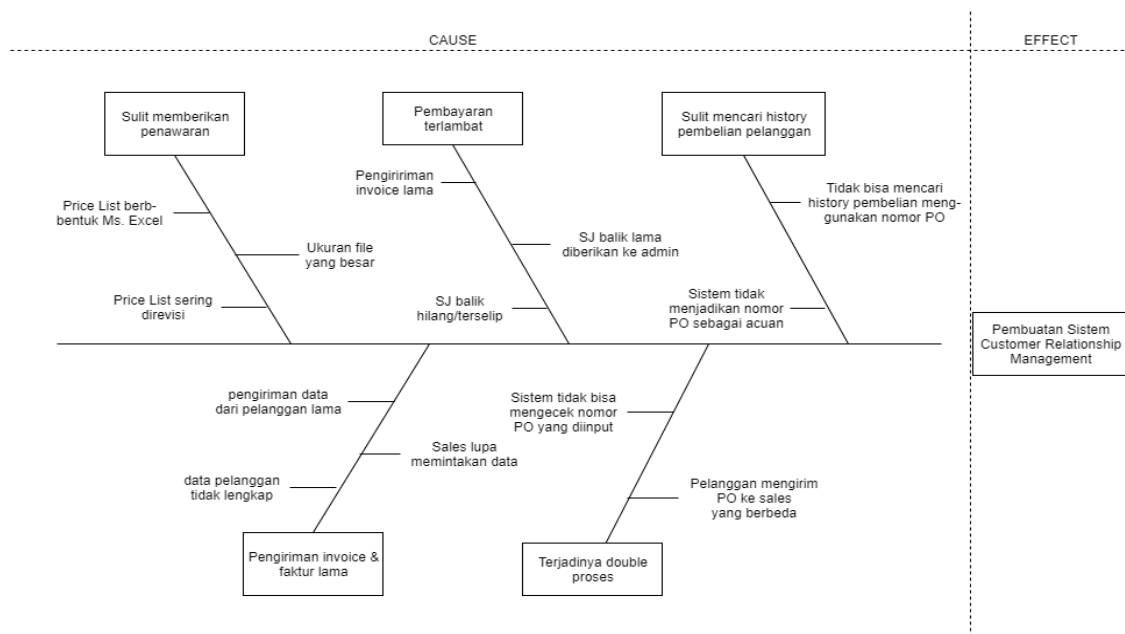 CAUSE
EFFECT
Sulit memberikan
penawaran
Pembayaran
terlambat
Sulit mencari history
pembelian pelanggan
Price List berb-
bentuk Ms. Excel
Ukuran file
yang besar
Price List sering
direvisi
Pengiririman
invoice lama
SJ balik lama
diberikan ke admin
SJ balik
hilang/terselip
Tidak bisa mencari
history pembelian meng-
gunakan nomor PO
Sistem tidak
menjadikan nomor
PO sebagai acuan
Pembuatan Sistem
Customer Relationship
Management
pengiriman data
dari pelanggan lama
Sales lupa
memintakan data
data pelanggan
tidak lengkap
Pengiriman invoice &
faktur lama
Sistem tidak bisa
mengecek nomor
PO yang diinput
Pelanggan mengirim
PO ke sales
yang berbeda
Terjadinya double
proses